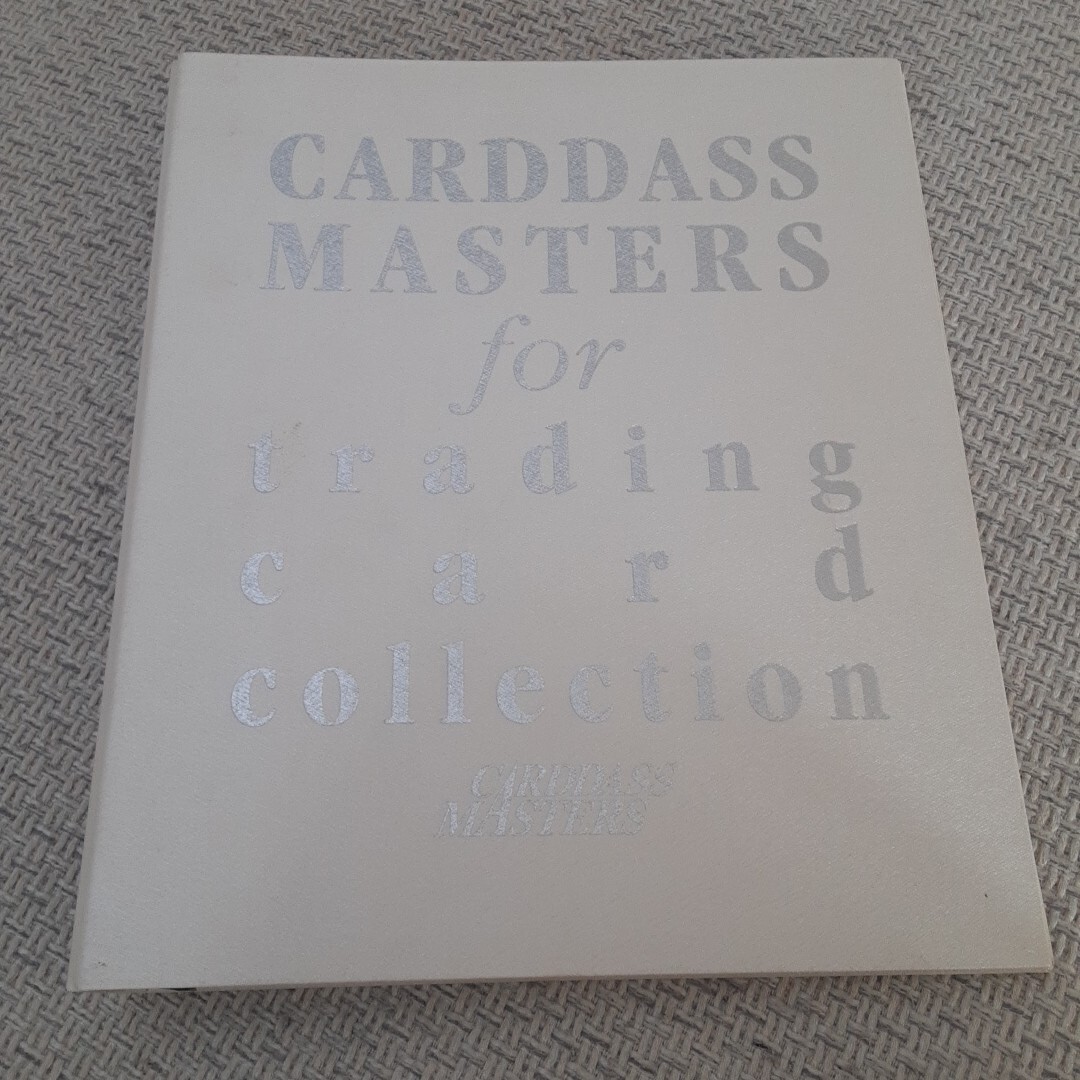 CARDDASS
MASTERS
for
trading
card
collection
CARDDASS
MASTERS